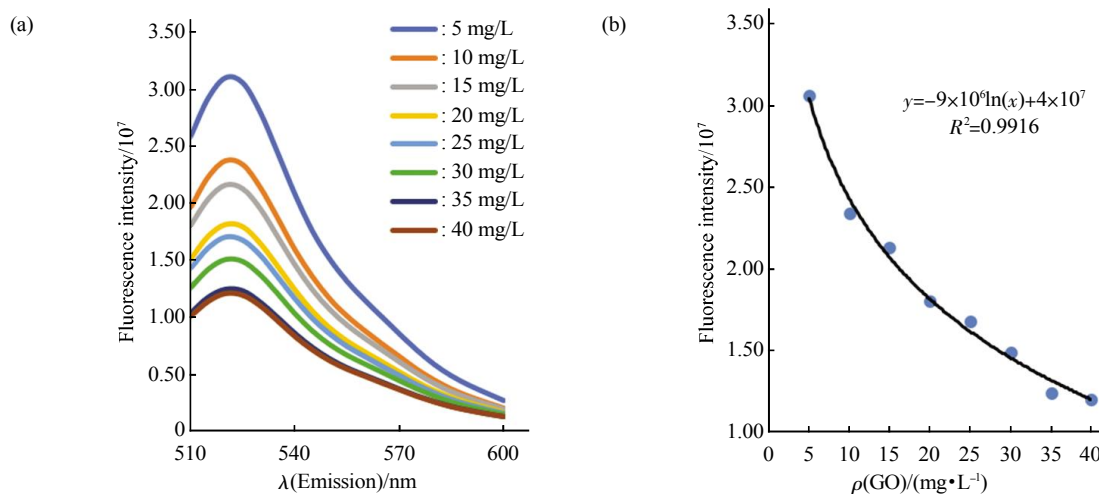 (a)
Fluorescence intensity/10⁷
3.50
3.00
2.50
2.00
1.50
1.00
0.50
0
510
540
570
600
λ(Emission)/nm
: 5 mg/L
: 10 mg/L
: 15 mg/L
: 20 mg/L
: 25 mg/L
: 30 mg/L
: 35 mg/L
: 40 mg/L
(b)
Fluorescence intensity/10⁷
3.50
3.00
2.50
2.00
1.50
1.00
y=−9×10⁶ln(x)+4×10⁷
R²=0.9916
0
5
10
15
20
25
30
35
40
ρ(GO)/(mg•L⁻¹)